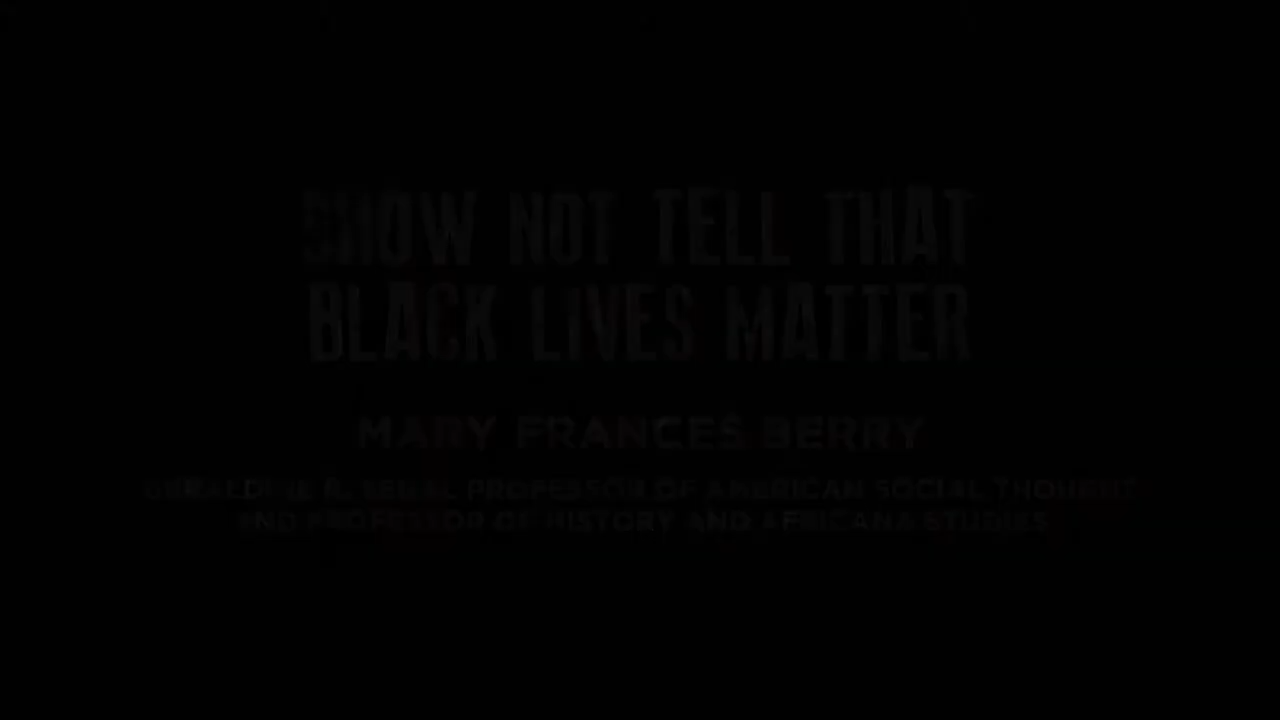 SHOW NOT TELL THAT
BLACK LIVES MATTER
MARY FRANCES BERRY
GERALDINE R. SEGAL PROFESSOR OF AMERICAN SOCIAL THOUGHT
AND PROFESSOR OF HISTORY AND AFRICANA STUDIES